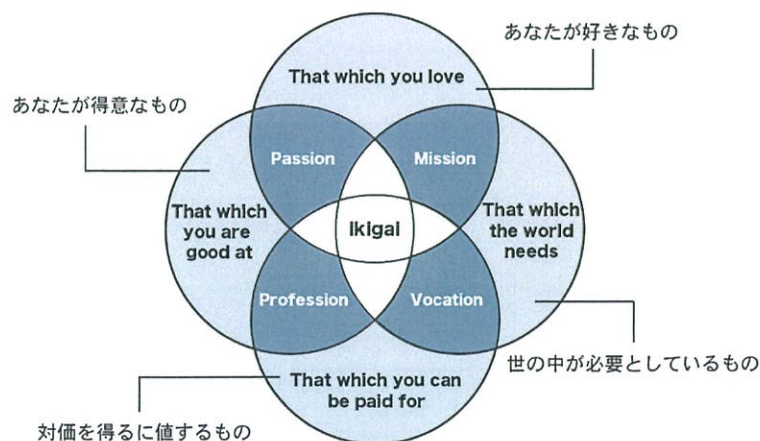 あなたが好きなもの
That which you love
あなたが得意なもの
Passion
Mission
That which
you are
good at
Ikigai
That which
the world
needs
Profession
Vocation
世の中が必要としているもの
That which you can
be paid for
対価を得るに値するもの